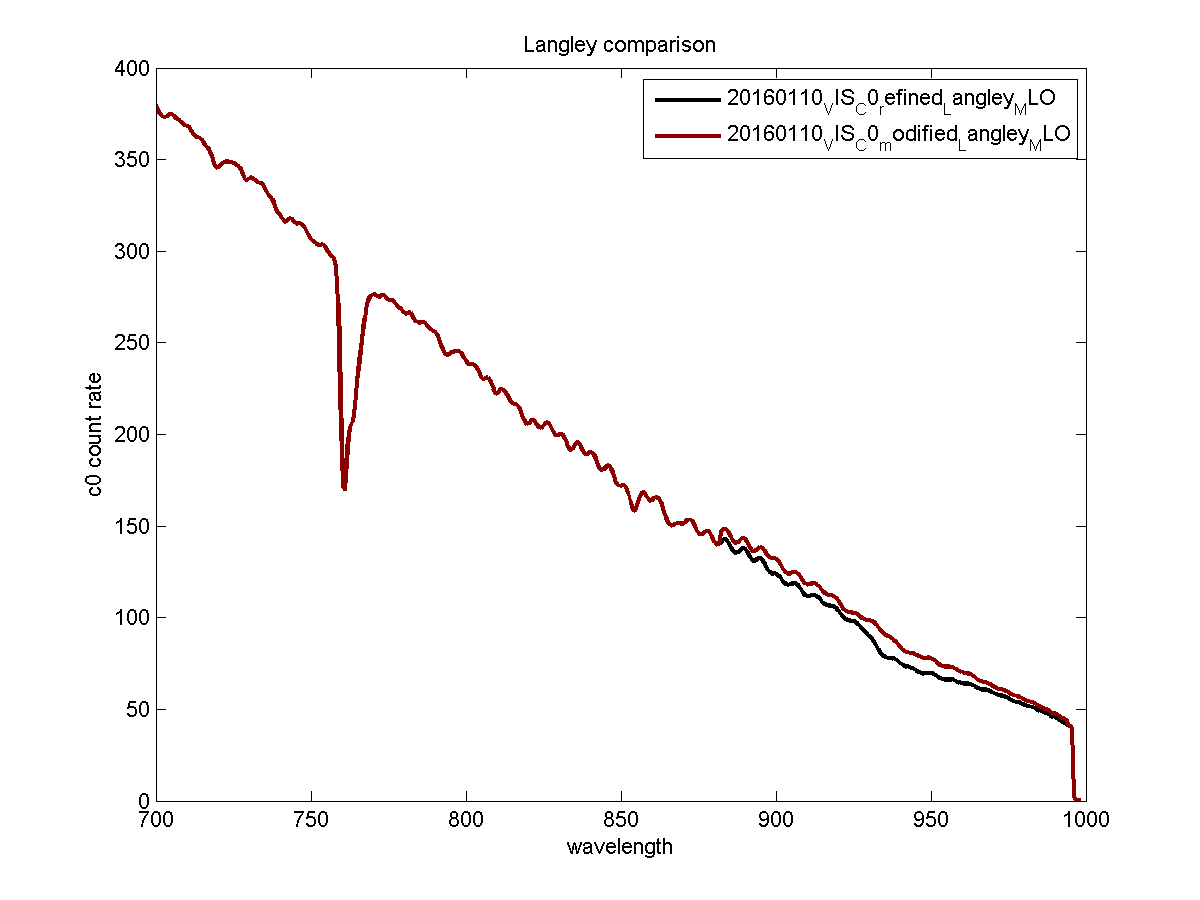 Langley comparison
400
350
300
250
200
150
100
50
0
20160110VISC0refinedLangleyMLO
20160110VISC0modifiedLangleyMLO
c0 count rate
700 750 800 850 900 950 1000
wavelength